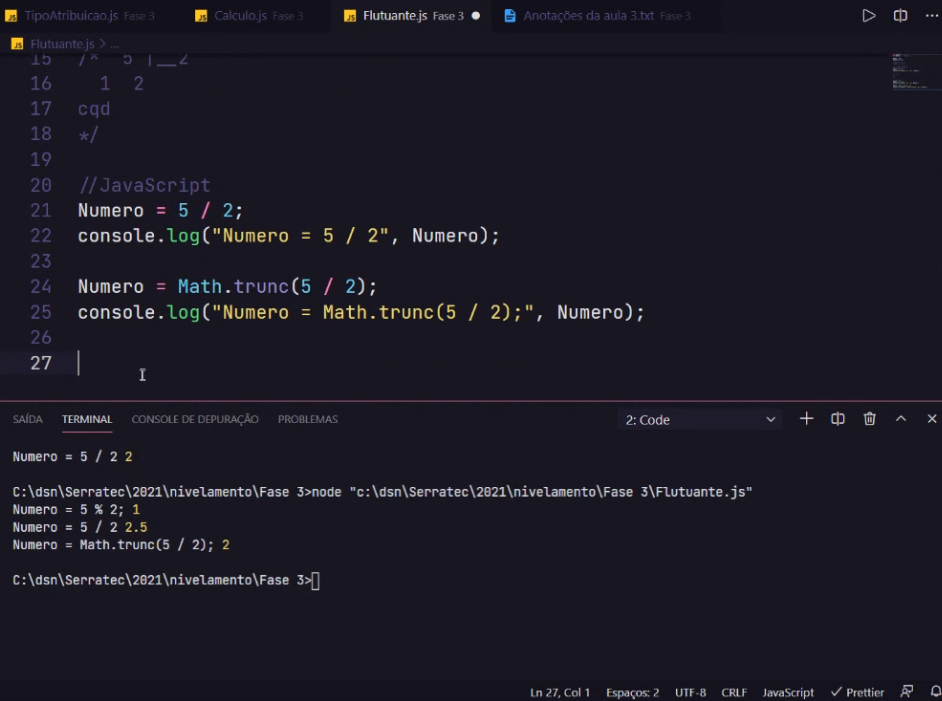 JS TipoAtribuicao.js Fase 3 JS Calculo.js Fase 3 JS Flutuante.js Fase 3 Anotações da aula 3.txt Fase 3
JS Flutuante.js > ...
15 /* 5 |__2
16 1 2
17 cqd
18 */
19
20 //JavaScript
21 Numero = 5 / 2;
22 console.log("Numero = 5 / 2", Numero);
23
24 Numero = Math.trunc(5 / 2);
25 console.log("Numero = Math.trunc(5 / 2);", Numero);
26
27
SAÍDA TERMINAL CONSOLE DE DEPURAÇÃO PROBLEMAS 2: Code
Numero = 5 / 2 2
C:\dsn\Serratec\2021\nivelamento\Fase 3>node "c:\dsn\Serratec\2021\nivelamento\Fase 3\Flutuante.js"
Numero = 5 % 2; 1
Numero = 5 / 2 2.5
Numero = Math.trunc(5 / 2); 2
C:\dsn\Serratec\2021\nivelamento\Fase 3>
Ln 27, Col 1 Espaços: 2 UTF-8 CRLF JavaScript Prettier